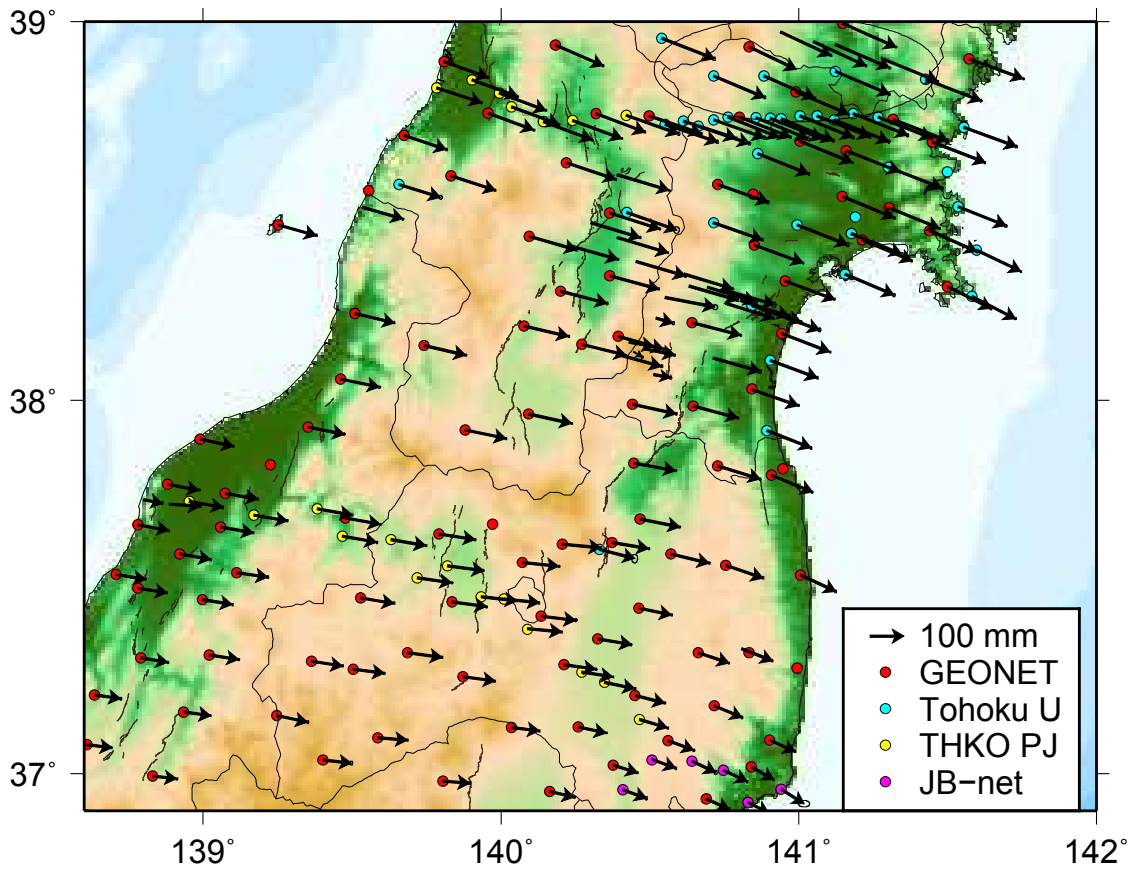 39°
38°
37°
100 mm
GEONET
Tohoku U
THKO PJ
JB−net
139°
140°
141°
142°